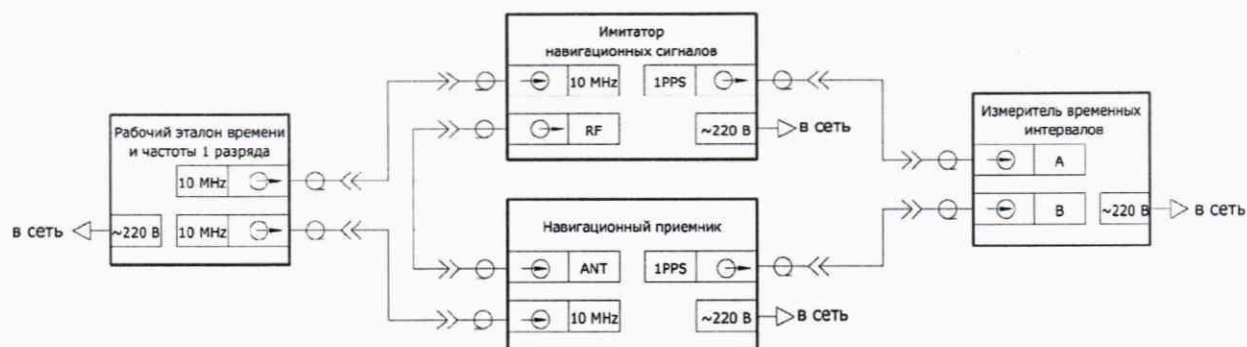 Имитатор
навигационных сигналов
10 MHz
1PPS
RF
~220 В
в сеть
Рабочий эталон времени
и частоты 1 разряда
10 MHz
в сеть
~220 В
10 MHz
Измеритель временных
интервалов
A
B
~220 В
в сеть
Навигационный приемник
ANT
1PPS
10 MHz
~220 В
в сеть